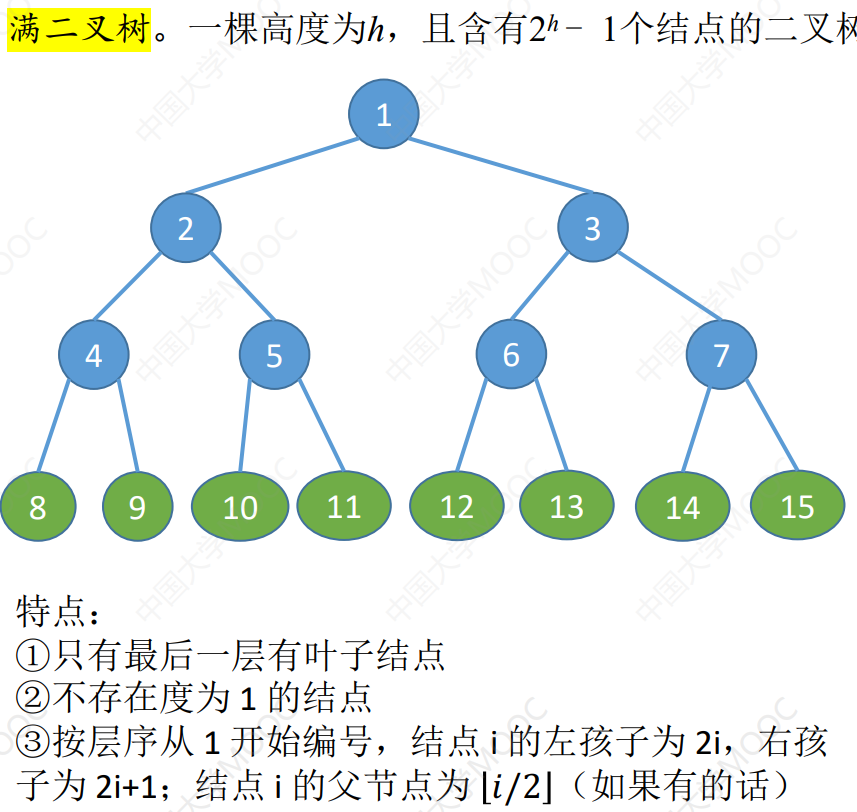 满二叉树。一棵高度为h，且含有2ʰ - 1个结点的二叉树
1
2
3
4
5
6
7
8
9
10
11
12
13
14
15
特点：
①只有最后一层有叶子结点
②不存在度为 1 的结点
③按层序从 1 开始编号，结点 i 的左孩子为 2i，右孩
子为 2i+1；结点 i 的父节点为 ⌊i/2⌋（如果有的话）
中国大学MOOC